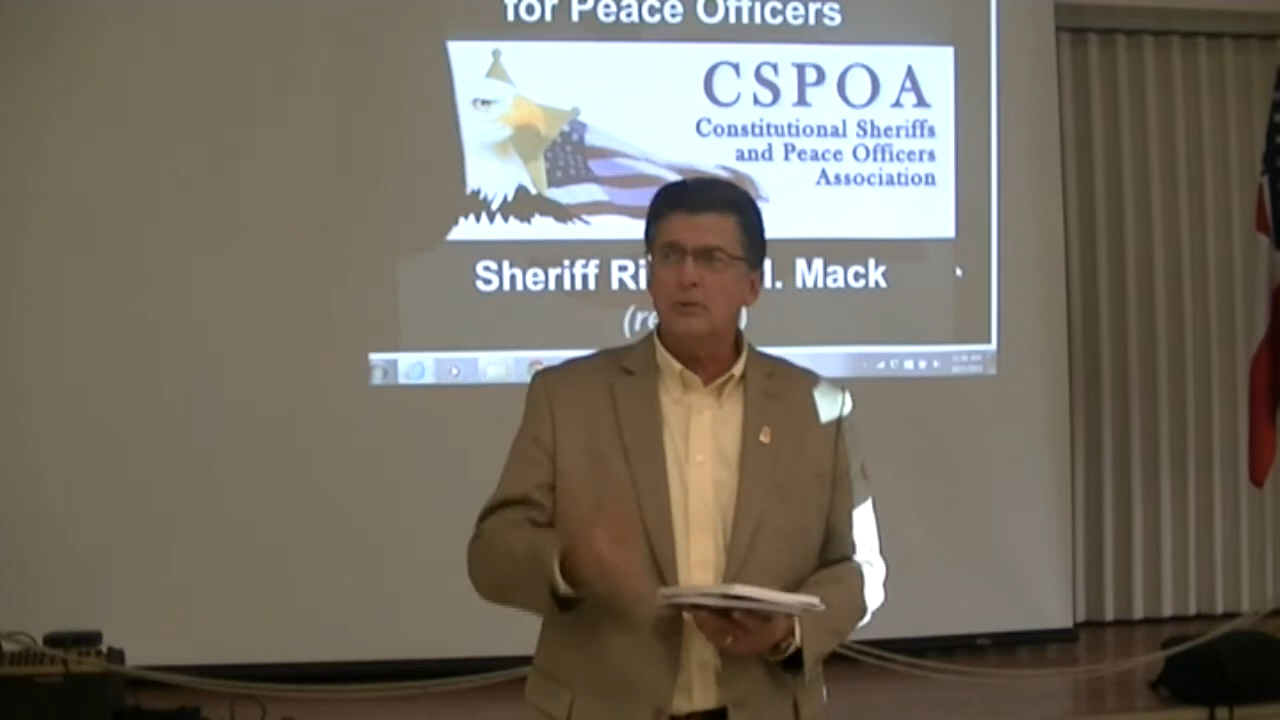 for Peace Officers
CSPOA
Constitutional Sheriffs
and Peace Officers
Association
Sheriff Ri I. Mack
(re )